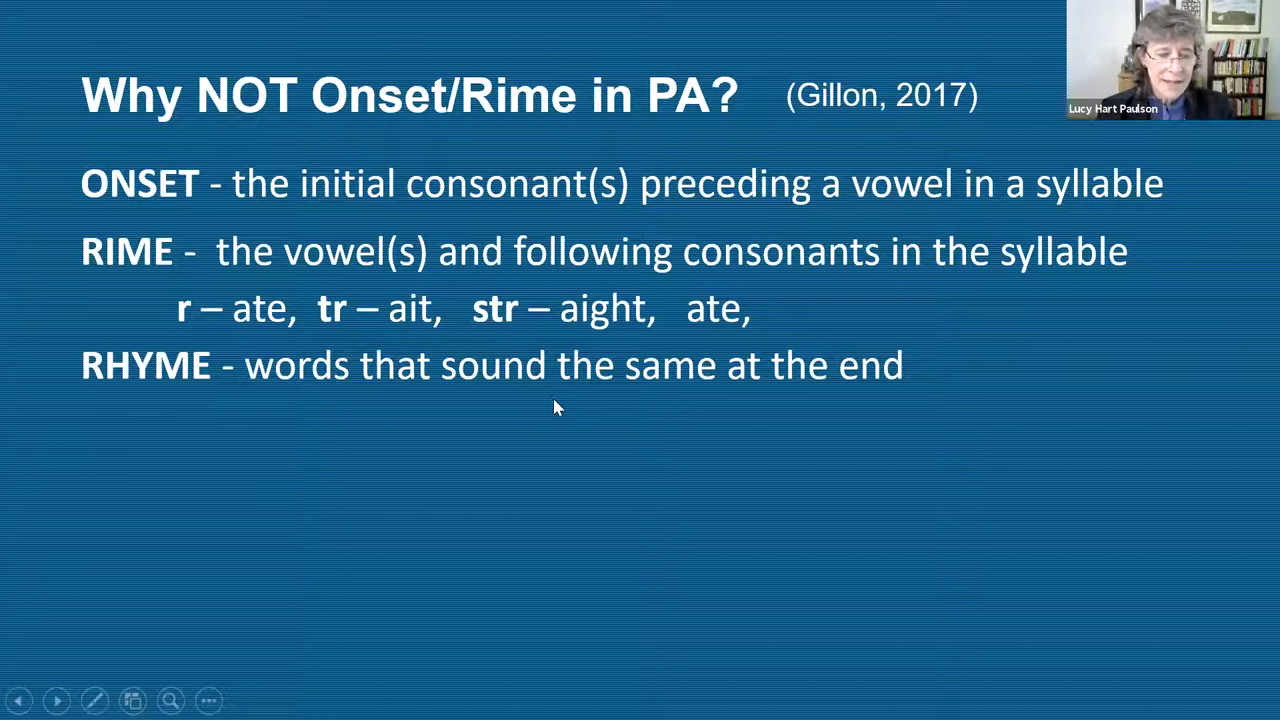 Why NOT Onset/Rime in PA? (Gillon, 2017)
Lucy Hart Paulson
ONSET - the initial consonant(s) preceding a vowel in a syllable
RIME - the vowel(s) and following consonants in the syllable
r – ate, tr – ait, str – aight, ate,
RHYME - words that sound the same at the end